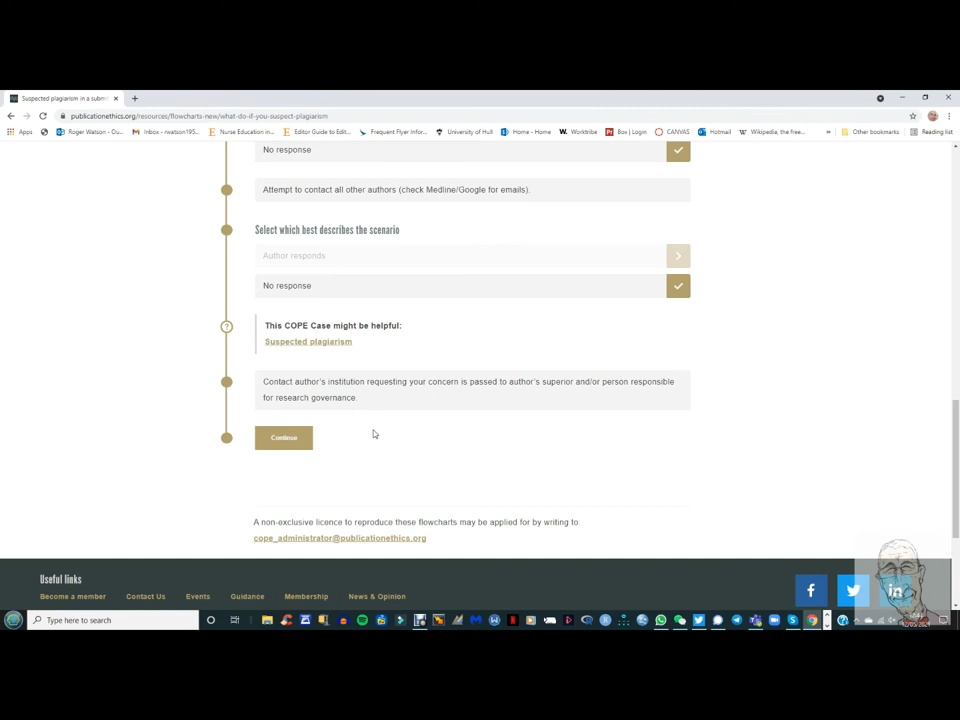 Suspected plagiarism in a subm
publicationethics.org/resources/flowcharts-new/what-do-if-you-suspect-plagiarism
Apps
Roger Watson - Ou...
Inbox - rwatson195...
Nurse Education in...
Editor Guide to Edit...
Frequent Flyer Infor...
University of Hull
Home - Home
Worktribe
Box | Login
CANVAS
Hotmail
Wikipedia, the free...
»
Other bookmarks
Reading list
No response
Attempt to contact all other authors (check Medline/Google for emails).
Select which best describes the scenario
Author responds
No response
?
This COPE Case might be helpful:
Suspected plagiarism
Contact author's institution requesting your concern is passed to author's superior and/or person responsible
for research governance.
Continue
A non-exclusive licence to reproduce these flowcharts may be applied for by writing to:
cope_administrator@publicationethics.org
Useful links
Become a member
Contact Us
Events
Guidance
Membership
News & Opinion
Type here to search